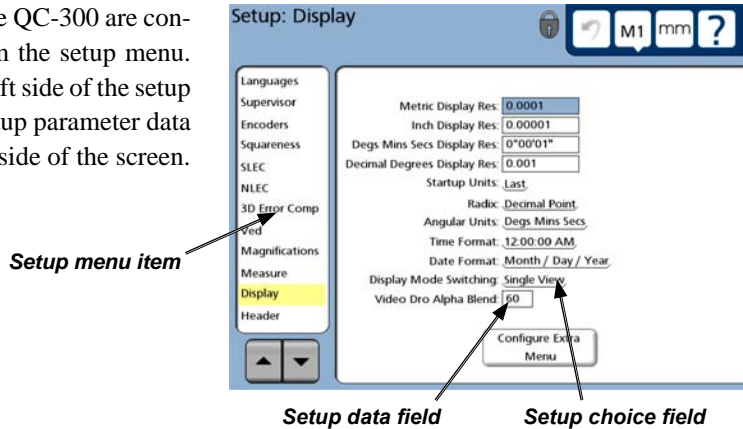 e QC-300 are con-
n the setup menu.
ft side of the setup
up parameter data
side of the screen.
Setup: Display
M1 mm ?
Languages
Supervisor
Encoders
Squareness
SLEC
NLEC
3D Error Comp
Ved
Magnifications
Measure
Display
Header
Metric Display Res: 0.0001
Inch Display Res: 0.00001
Degs Mins Secs Display Res: 0°00'01"
Decimal Degrees Display Res: 0.001
Startup Units: Last
Radix: Decimal Point
Angular Units: Degs Mins Secs
Time Format: 12:00:00 AM
Date Format: Month / Day / Year
Display Mode Switching: Single View
Video Dro Alpha Blend: 60
Configure Extra
Menu
Setup menu item
Setup data field
Setup choice field